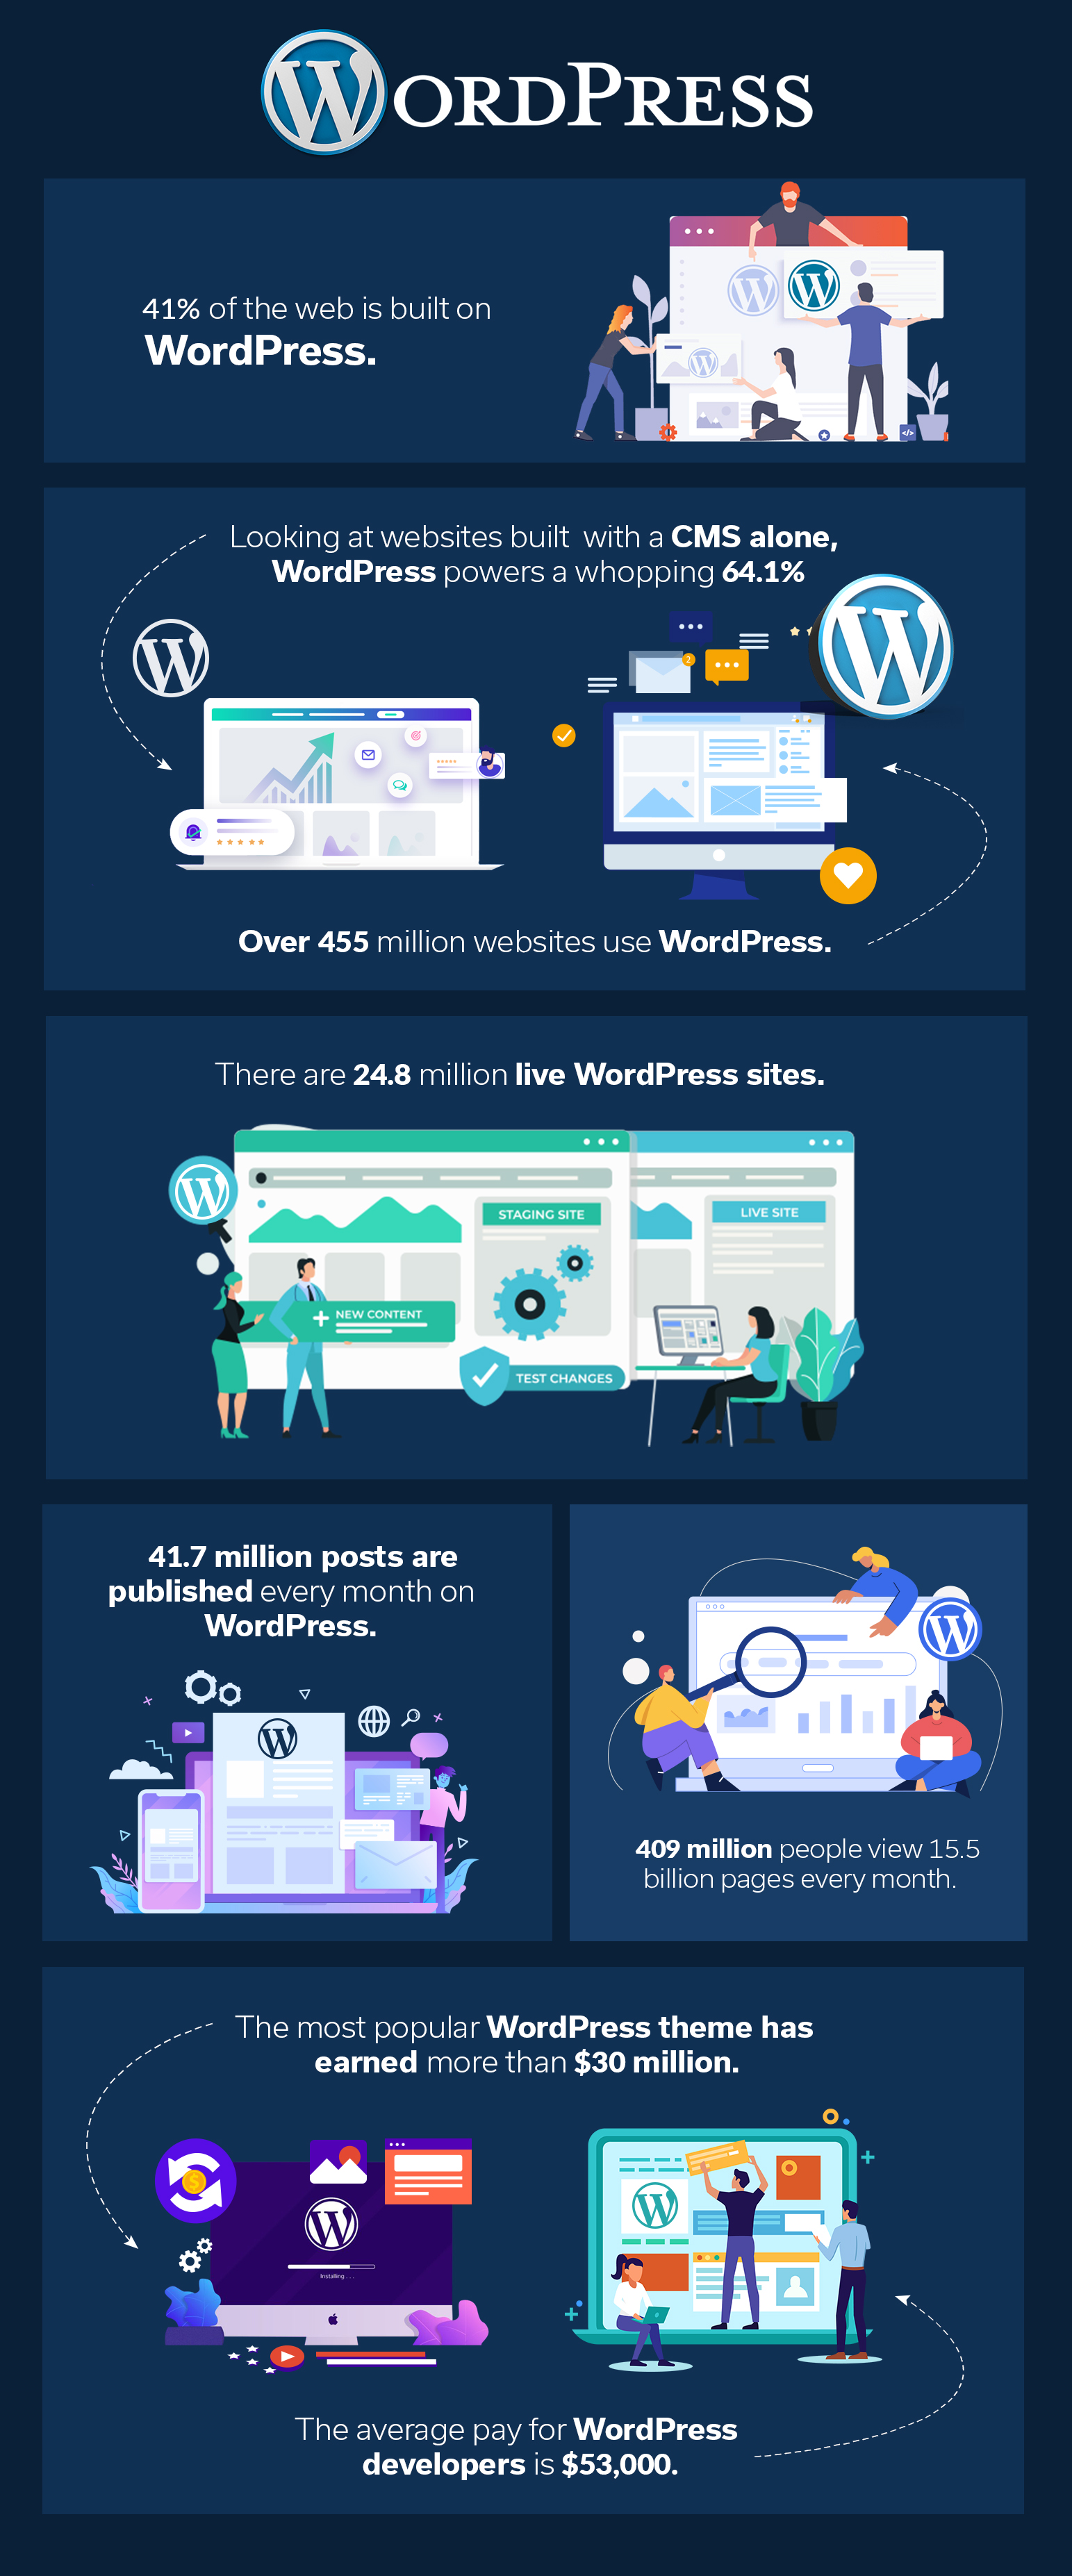 WORDPRESS
41% of the web is built on
WordPress.
Looking at websites built with a CMS alone,
WordPress powers a whopping 64.1%
2
Over 455 million websites use WordPress.
There are 24.8 million live WordPress sites.
STAGING SITE
LIVE SITE
+ NEW CONTENT
TEST CHANGES
41.7 million posts are
published every month on
WordPress.
409 million people view 15.5
billion pages every month.
The most popular WordPress theme has
earned more than $30 million.
$
Installing . . .
The average pay for WordPress
developers is $53,000.